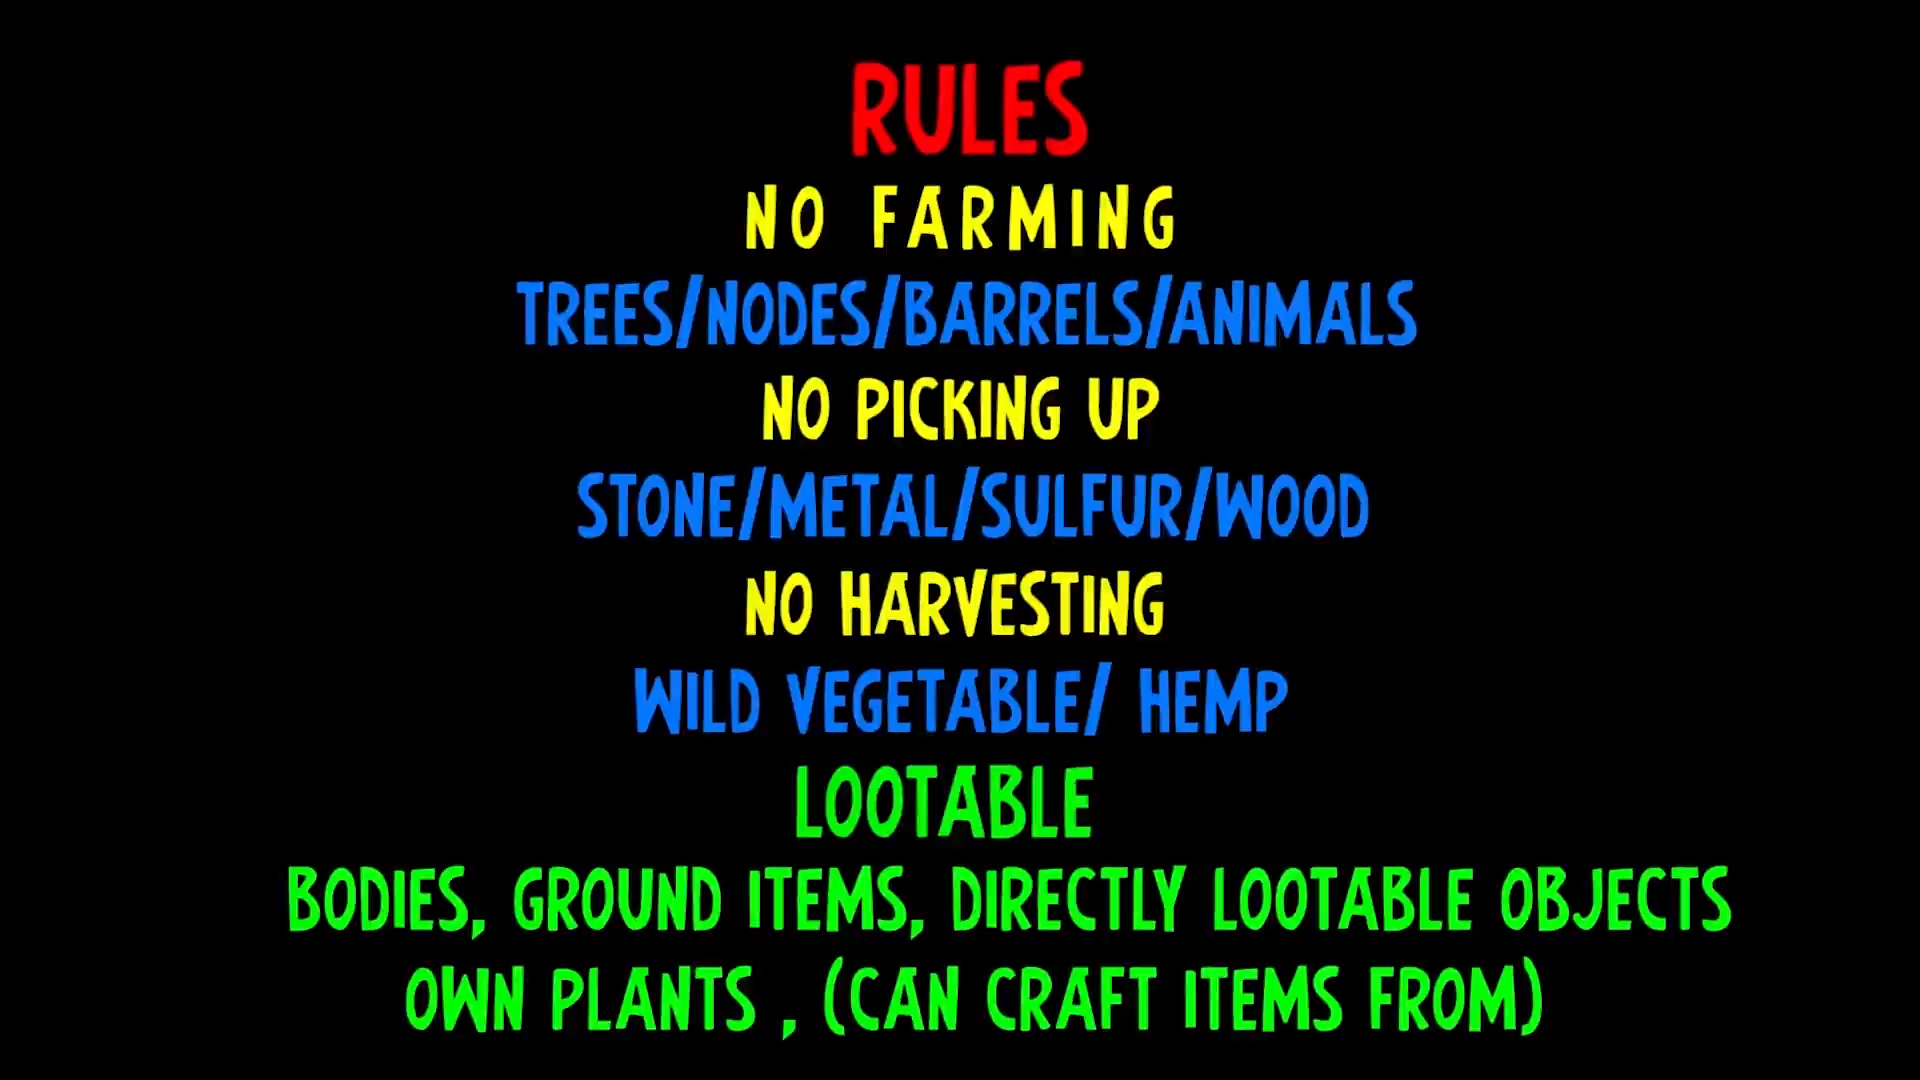 RULES
NO FARMING
TREES/NODES/BARRELS/ANIMALS
NO PICKING UP
STONE/METAL/SULFUR/WOOD
NO HARVESTING
WILD VEGETABLE/ HEMP
LOOTABLE
BODIES, GROUND ITEMS, DIRECTLY LOOTABLE OBJECTS
OWN PLANTS , (CAN CRAFT ITEMS FROM)